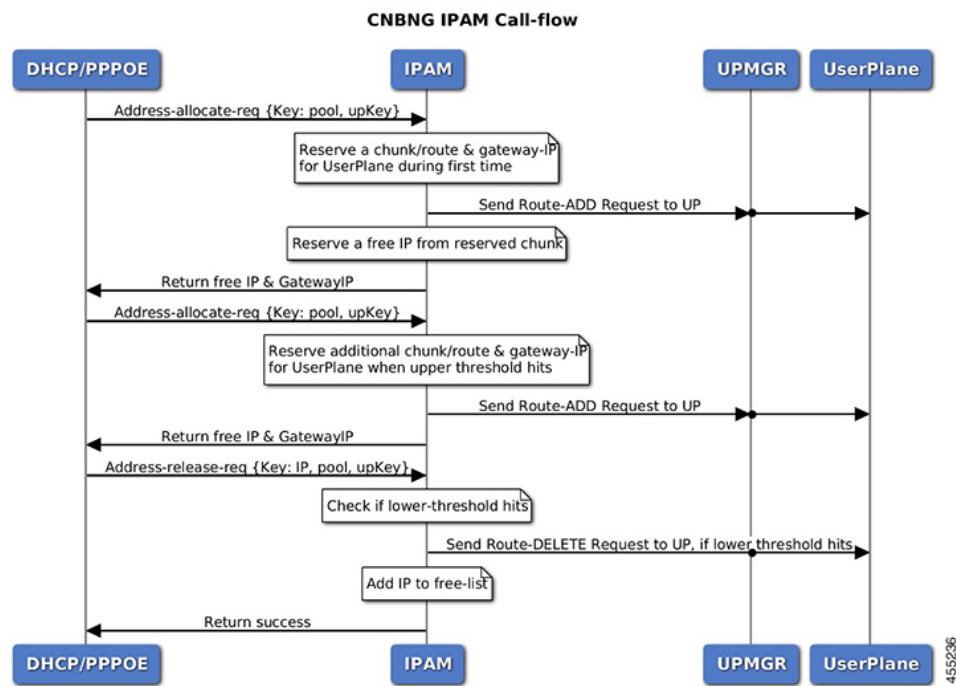 CNBNG IPAM Call-flow
DHCP/PPPOE IPAM UPMGR UserPlane
Address-allocate-req {Key: pool, upKey}
Reserve a chunk/route & gateway-IP
for UserPlane during first time
Send Route-ADD Request to UP
Reserve a free IP from reserved chunk
Return free IP & GatewayIP
Address-allocate-req {Key: pool, upKey}
Reserve additional chunk/route & gateway-IP
for UserPlane when upper threshold hits
Send Route-ADD Request to UP
Return free IP & GatewayIP
Address-release-req {Key: IP, pool, upKey}
Check if lower-threshold hits
Send Route-DELETE Request to UP, if lower threshold hits
Add IP to free-list
Return success
DHCP/PPPOE IPAM UPMGR UserPlane
455236